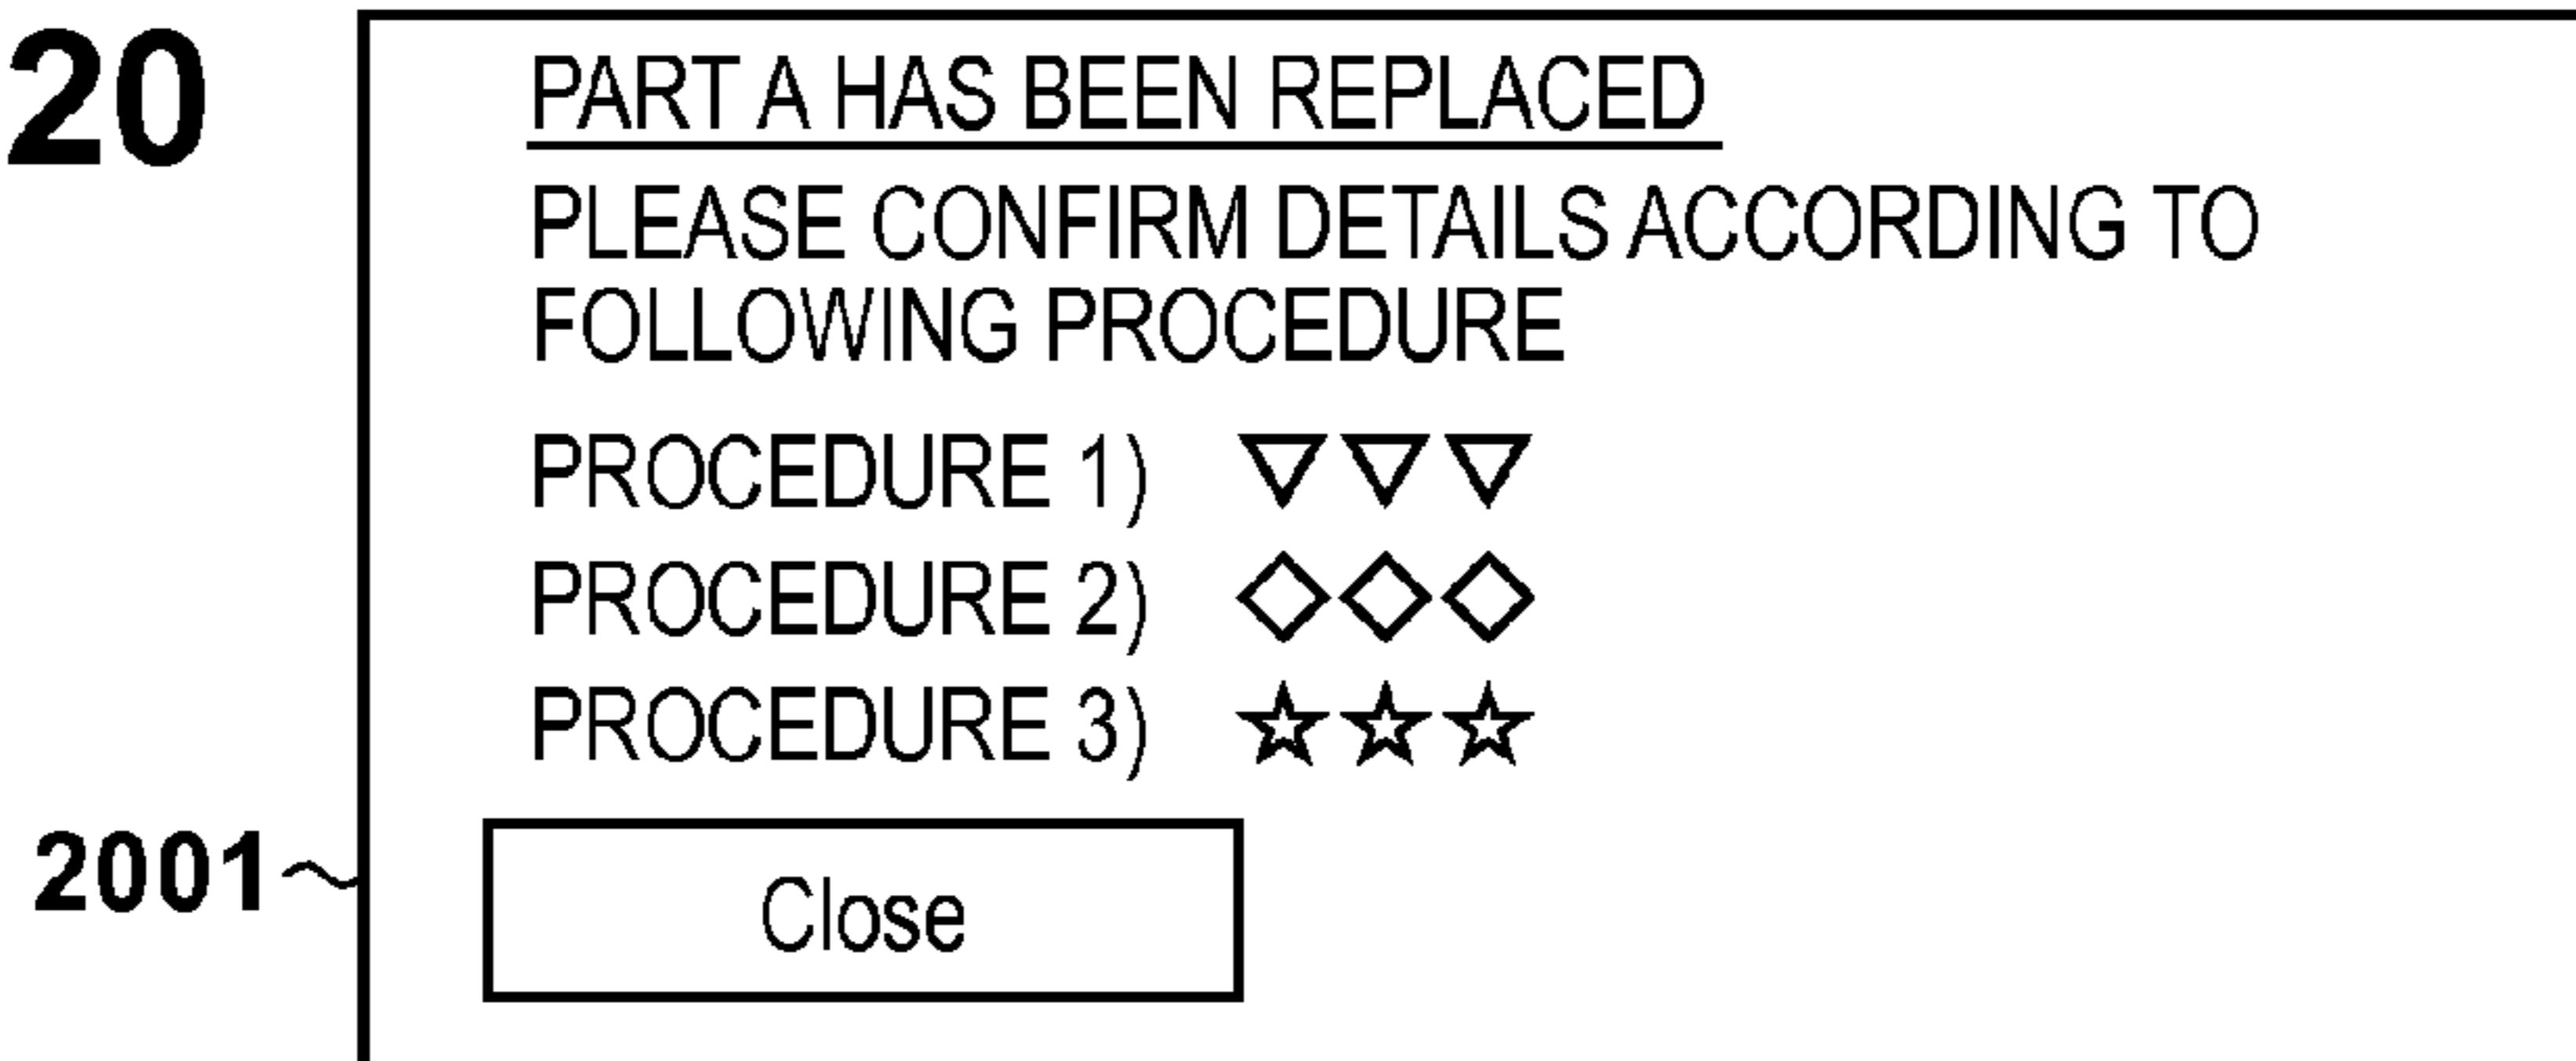 20
PART A HAS BEEN REPLACED
PLEASE CONFIRM DETAILS ACCORDING TO
FOLLOWING PROCEDURE
PROCEDURE 1) ▽▽▽
PROCEDURE 2) ◇◇◇
PROCEDURE 3) ☆☆☆
2001
Close